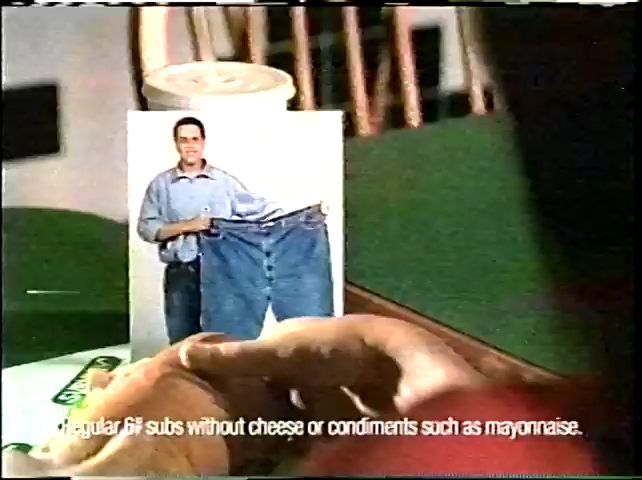 Regular 6" subs without cheese or condiments such as mayonnaise.